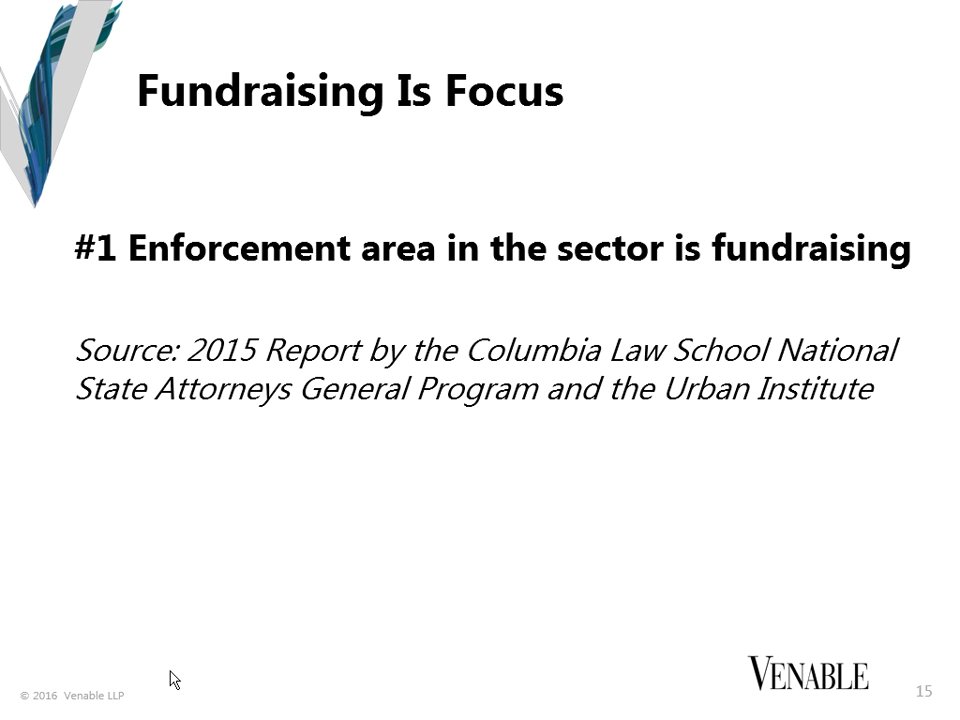 Fundraising Is Focus
#1 Enforcement area in the sector is fundraising
Source: 2015 Report by the Columbia Law School National
State Attorneys General Program and the Urban Institute
© 2016 Venable LLP
VENABLE
15